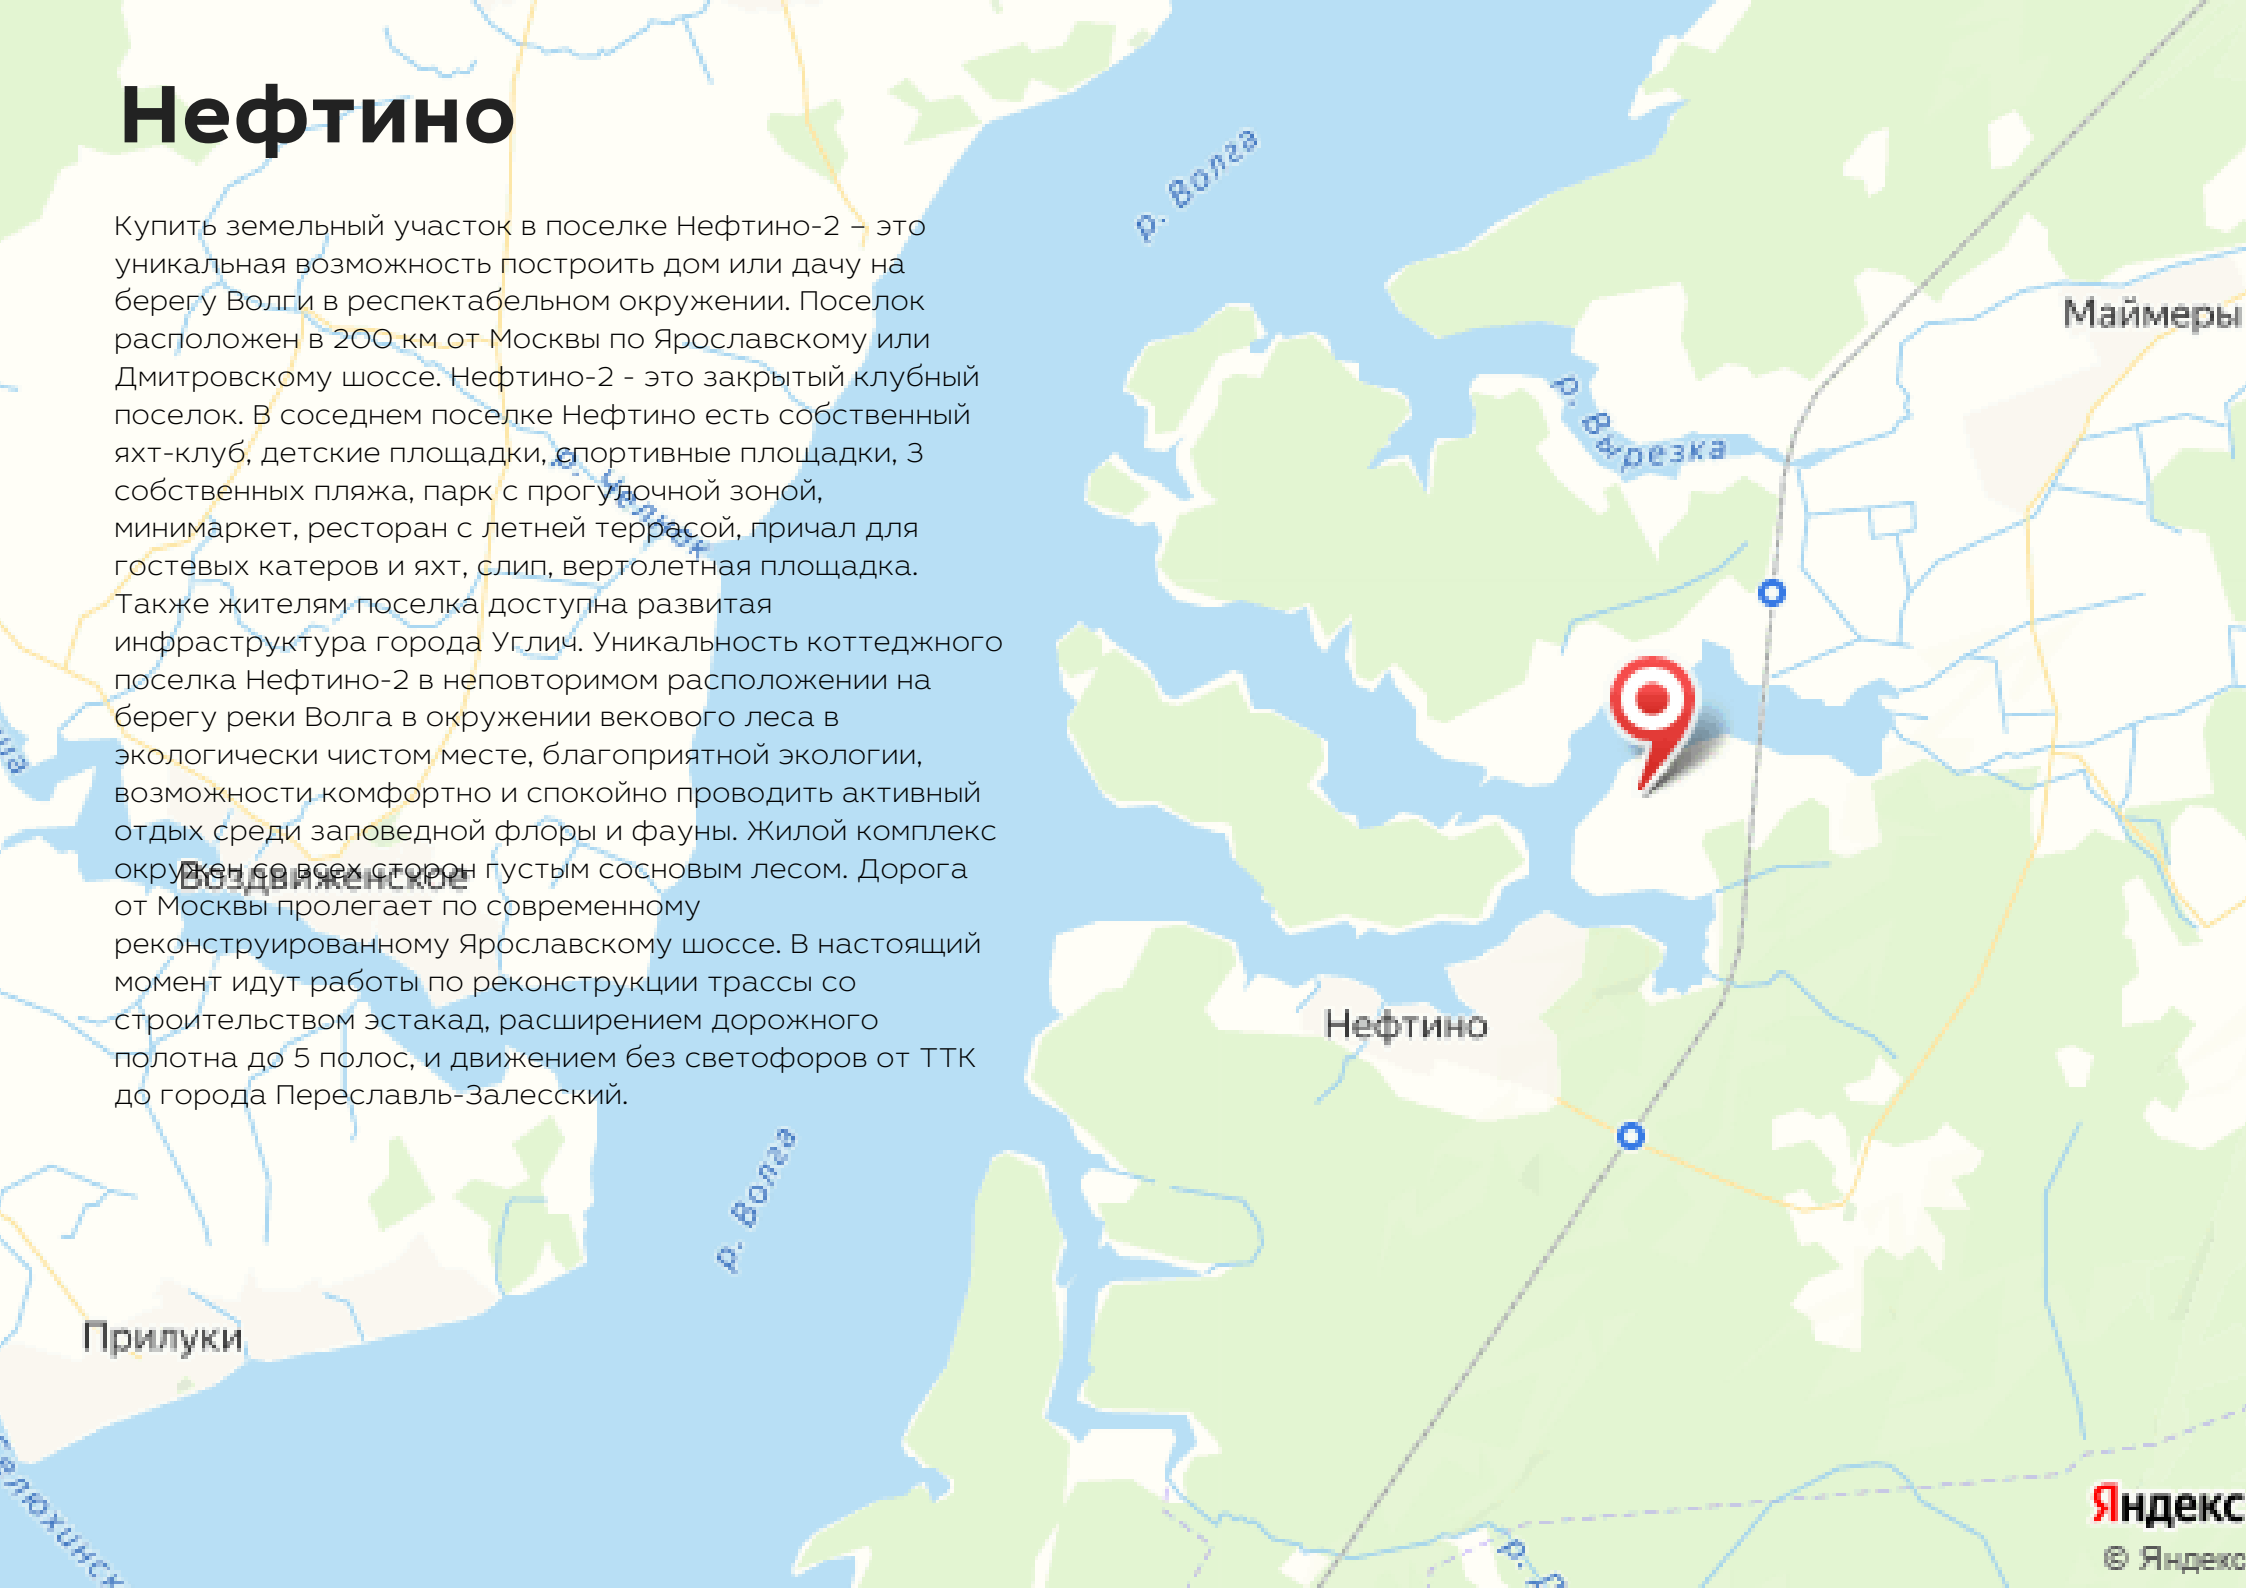 Нефтино
Купить земельный участок в поселке Нефтино-2 – это
уникальная возможность построить дом или дачу на
берегу Волги в респектабельном окружении. Поселок
расположен в 200 км от Москвы по Ярославскому или
Дмитровскому шоссе. Нефтино-2 - это закрытый клубный
поселок. В соседнем поселке Нефтино есть собственный
яхт-клуб, детские площадки, спортивные площадки, 3
собственных пляжа, парк с прогулочной зоной,
минимаркет, ресторан с летней террасой, причал для
гостевых катеров и яхт, слип, вертолетная площадка.
Также жителям поселка доступна развитая
инфраструктура города Углич. Уникальность коттеджного
поселка Нефтино-2 в неповторимом расположении на
берегу реки Волга в окружении векового леса в
экологически чистом месте, благоприятной экологии,
возможности комфортно и спокойно проводить активный
отдых среди заповедной флоры и фауны. Жилой комплекс
окружен со всех сторон густым сосновым лесом. Дорога
от Москвы пролегает по современному
реконструированному Ярославскому шоссе. В настоящий
момент идут работы по реконструкции трассы со
строительством эстакад, расширением дорожного
полотна до 5 полос, и движением без светофоров от ТТК
до города Переславль-Залесский.
р. Волга
Маймеры
р. Вырезка
р. Челюск
Воздвиженское
Нефтино
р. Волга
Прилуки
р.
Яндекс
© Яндекс